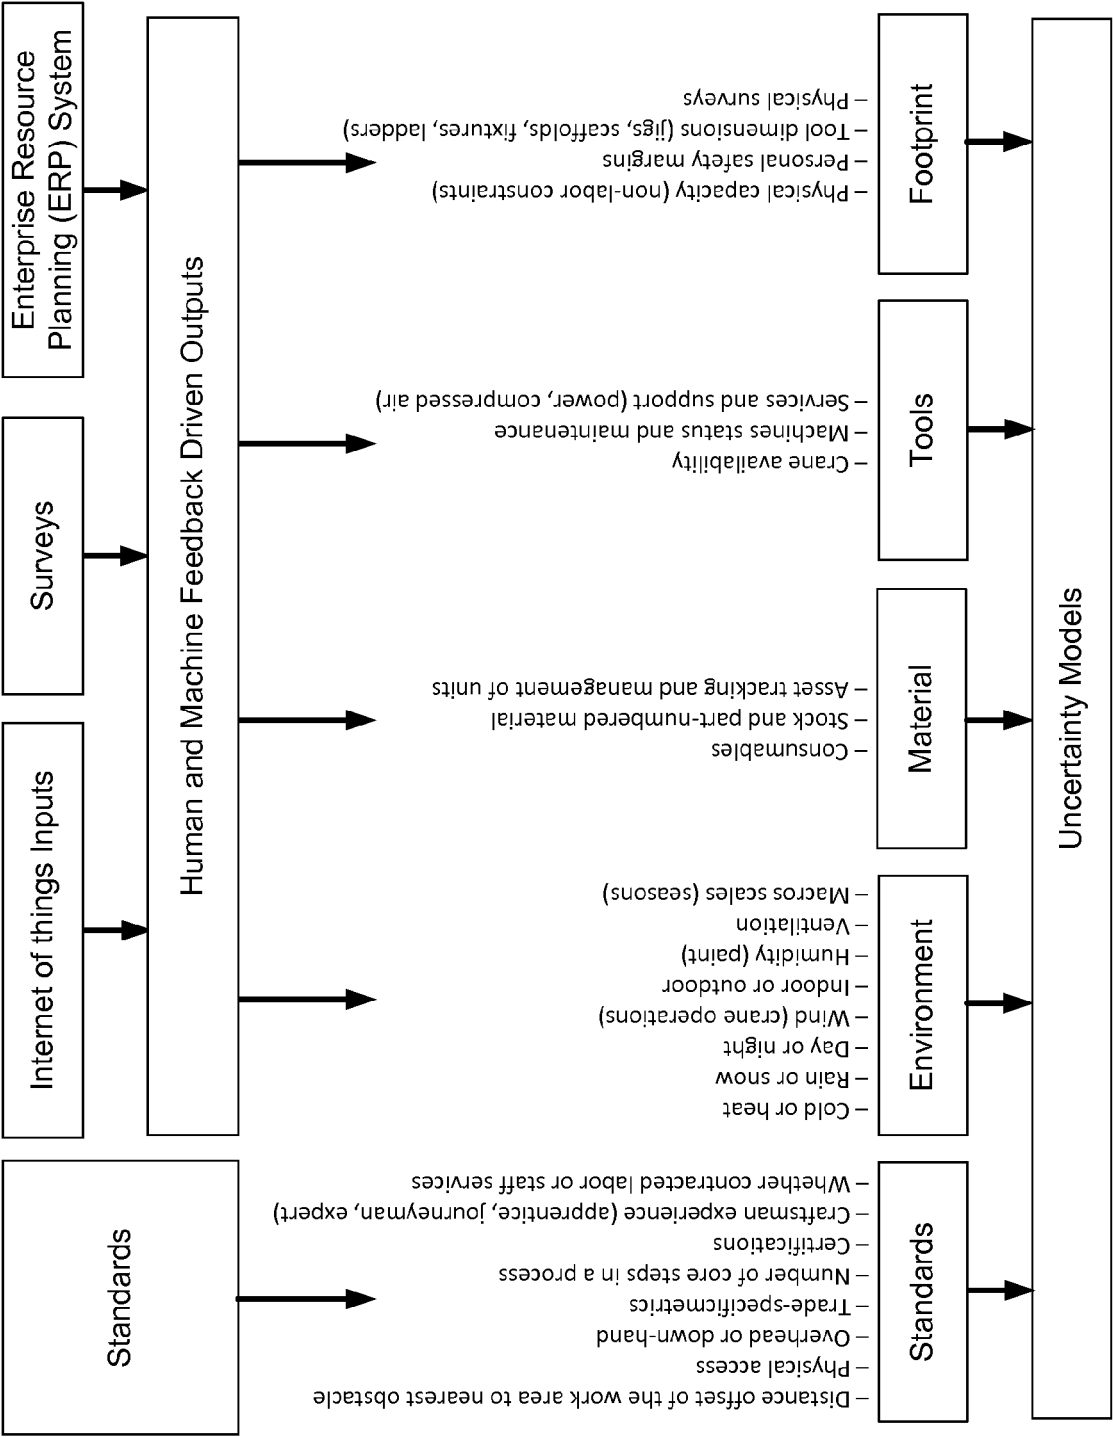 Standards
Internet of things Inputs
Surveys
Enterprise Resource
Planning (ERP) System
Human and Machine Feedback Driven Outputs
– Distance offset of the work area to nearest obstacle
– Physical access
– Overhead or down-hand
– Trade-specificmetrics
– Number of core steps in a process
– Certifications
– Craftsman experience (apprentice, journeyman, expert)
– Whether contracted labor or staff services
– Cold or heat
– Rain or snow
– Day or night
– Wind (crane operations)
– Indoor or outdoor
– Humidity (paint)
– Ventilation
– Macros scales (seasons)
– Consumables
– Stock and part-numbered material
– Asset tracking and management of units
– Crane availability
– Machines status and maintenance
– Services and support (power, compressed air)
– Physical capacity (non-labor constraints)
– Personal safety margins
– Tool dimensions (jigs, scaffolds, fixtures, ladders)
– Physical surveys
Standards
Environment
Material
Tools
Footprint
Uncertainty Models